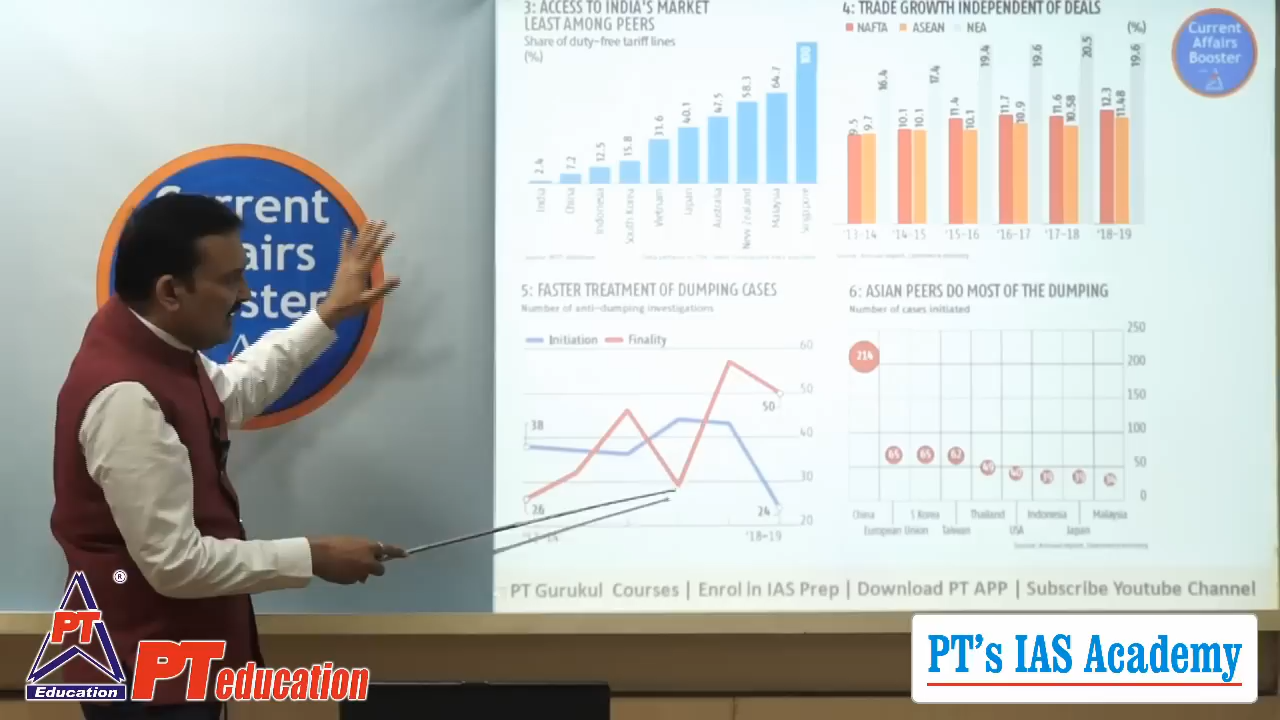 3: ACCESS TO INDIA'S MARKET
LEAST AMONG PEERS
Share of duty-free tariff lines
(%)
2.4
7.2
12.5
15.8
31.6
40.1
47.5
58.3
64.7
100
India
China
Indonesia
South Korea
Vietnam
Japan
Australia
New Zealand
Malaysia
Singapore
4: TRADE GROWTH INDEPENDENT OF DEALS
NAFTA ASEAN NEA (%)
9.5 9.7 16.4
10.1 10.1 17.4
11.4 10.1 19.4
11.7 10.9 19.6
11.6 10.58 20.5
12.3 11.48 19.6
'13-14 '14-15 '15-16 '16-17 '17-18 '18-19
Current
Affairs
Booster
Current
airs
ster
5: FASTER TREATMENT OF DUMPING CASES
Number of anti-dumping investigations
Initiation Finality
60
50
40
30
20
38
26
50
24
'18-19
6: ASIAN PEERS DO MOST OF THE DUMPING
Number of cases initiated
250
200
150
100
50
0
214
65
65
62
China
European Union
S Korea
Taiwan
Thailand
USA
Indonesia
Japan
Malaysia
PT Gurukul Courses | Enrol in IAS Prep | Download PT APP | Subscribe Youtube Channel
®
PT
Education
PT education
PT's IAS Academy